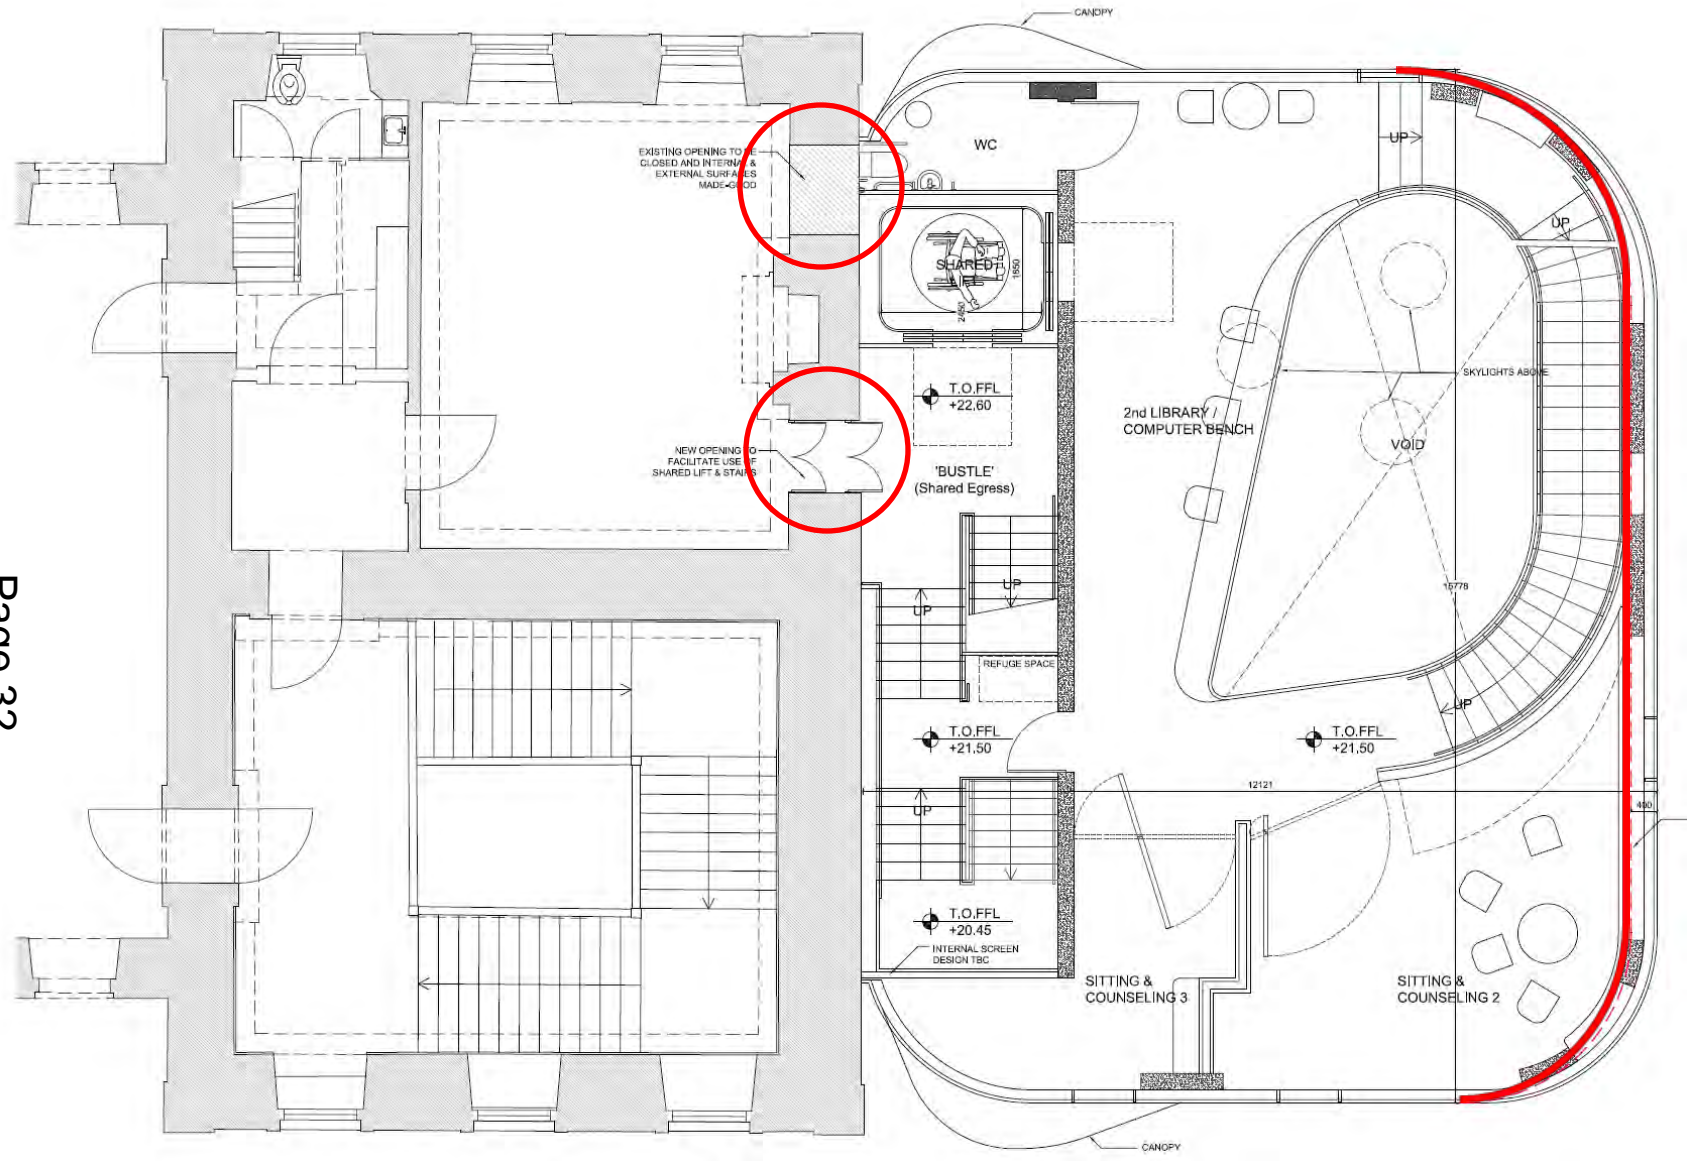 CANOPY
EXISTING OPENING TO BE
CLOSED AND INTERNAL &
EXTERNAL SURFACES
MADE-GOOD
WC
UP
UP
SHARED
LIFT
1650
2450
T.O.FFL
+22.60
SKYLIGHTS ABOVE
2nd LIBRARY /
COMPUTER BENCH
VOID
NEW OPENING TO
FACILITATE USE OF
SHARED LIFT & STAIRS
'BUSTLE'
(Shared Egress)
UP
UP
15778
REFUGE SPACE
Page 32
UP
T.O.FFL
+21.50
T.O.FFL
+21.50
12121
400
UP
T.O.FFL
+20.45
INTERNAL SCREEN
DESIGN TBC
SITTING &
COUNSELING 3
SITTING &
COUNSELING 2
CANOPY